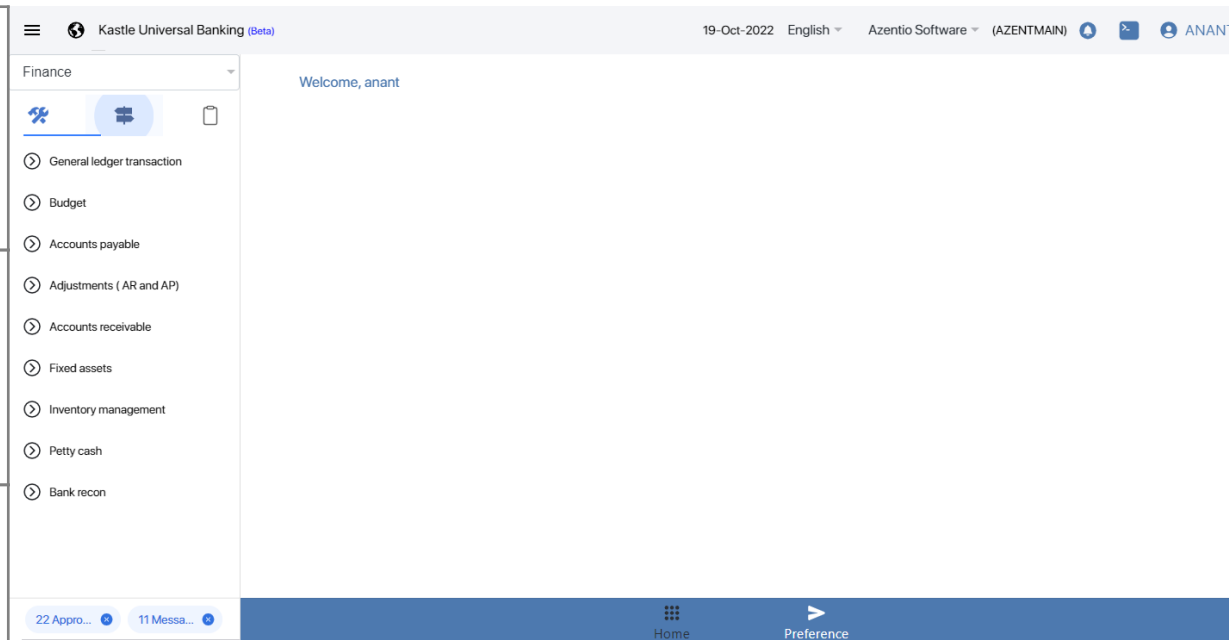 Kastle Universal Banking (Beta) 19-Oct-2022 English Azentio Software (AZENTMAIN) ANANT
Finance
Welcome, anant
General ledger transaction
Budget
Accounts payable
Adjustments ( AR and AP)
Accounts receivable
Fixed assets
Inventory management
Petty cash
Bank recon
22 Appro... 11 Messa...
Home Preference